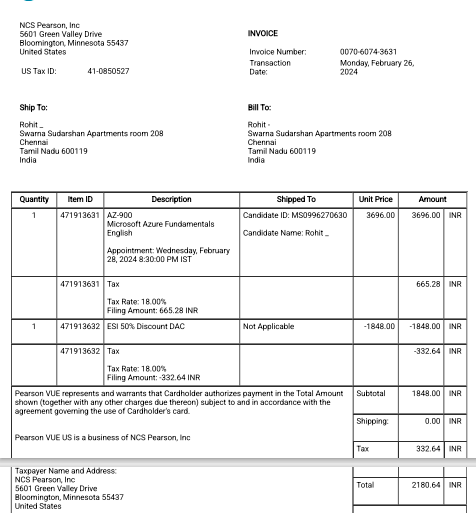 NCS Pearson, Inc
5601 Green Valley Drive
Bloomington, Minnesota 55437
United States
US Tax ID: 41-0850527
INVOICE
Invoice Number: 0070-6074-3631
Transaction Date: Monday, February 26, 2024
Ship To:
Rohit _
Swarna Sudarshan Apartments room 208
Chennai
Tamil Nadu 600119
India
Bill To:
Rohit -
Swarna Sudarshan Apartments room 208
Chennai
Tamil Nadu 600119
India
Quantity Item ID Description Shipped To Unit Price Amount
1 471913631 AZ-900 Candidate ID: MS0996270630 3696.00 3696.00 INR
Microsoft Azure Fundamentals
English Candidate Name: Rohit _
Appointment: Wednesday, February
28, 2024 8:30:00 PM IST
471913631 Tax 665.28 INR
Tax Rate: 18.00%
Filing Amount: 665.28 INR
1 471913632 ESI 50% Discount DAC Not Applicable -1848.00 -1848.00 INR
471913632 Tax -332.64 INR
Tax Rate: 18.00%
Filing Amount: -332.64 INR
Pearson VUE represents and warrants that Cardholder authorizes payment in the Total Amount
shown (together with any other charges due thereon) subject to and in accordance with the
agreement governing the use of Cardholder's card.
Pearson VUE US is a business of NCS Pearson, Inc
Subtotal 1848.00 INR
Shipping: 0.00 INR
Tax 332.64 INR
Taxpayer Name and Address:
NCS Pearson, Inc
5601 Green Valley Drive
Bloomington, Minnesota 55437
United States
Total 2180.64 INR